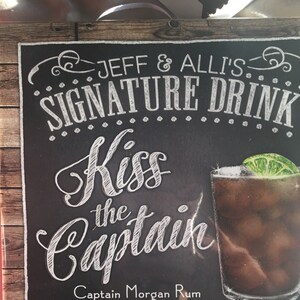 JEFF & ALLI'S
SIGNATURE DRINK
Kiss
the
Captain
Captain Morgan Rum